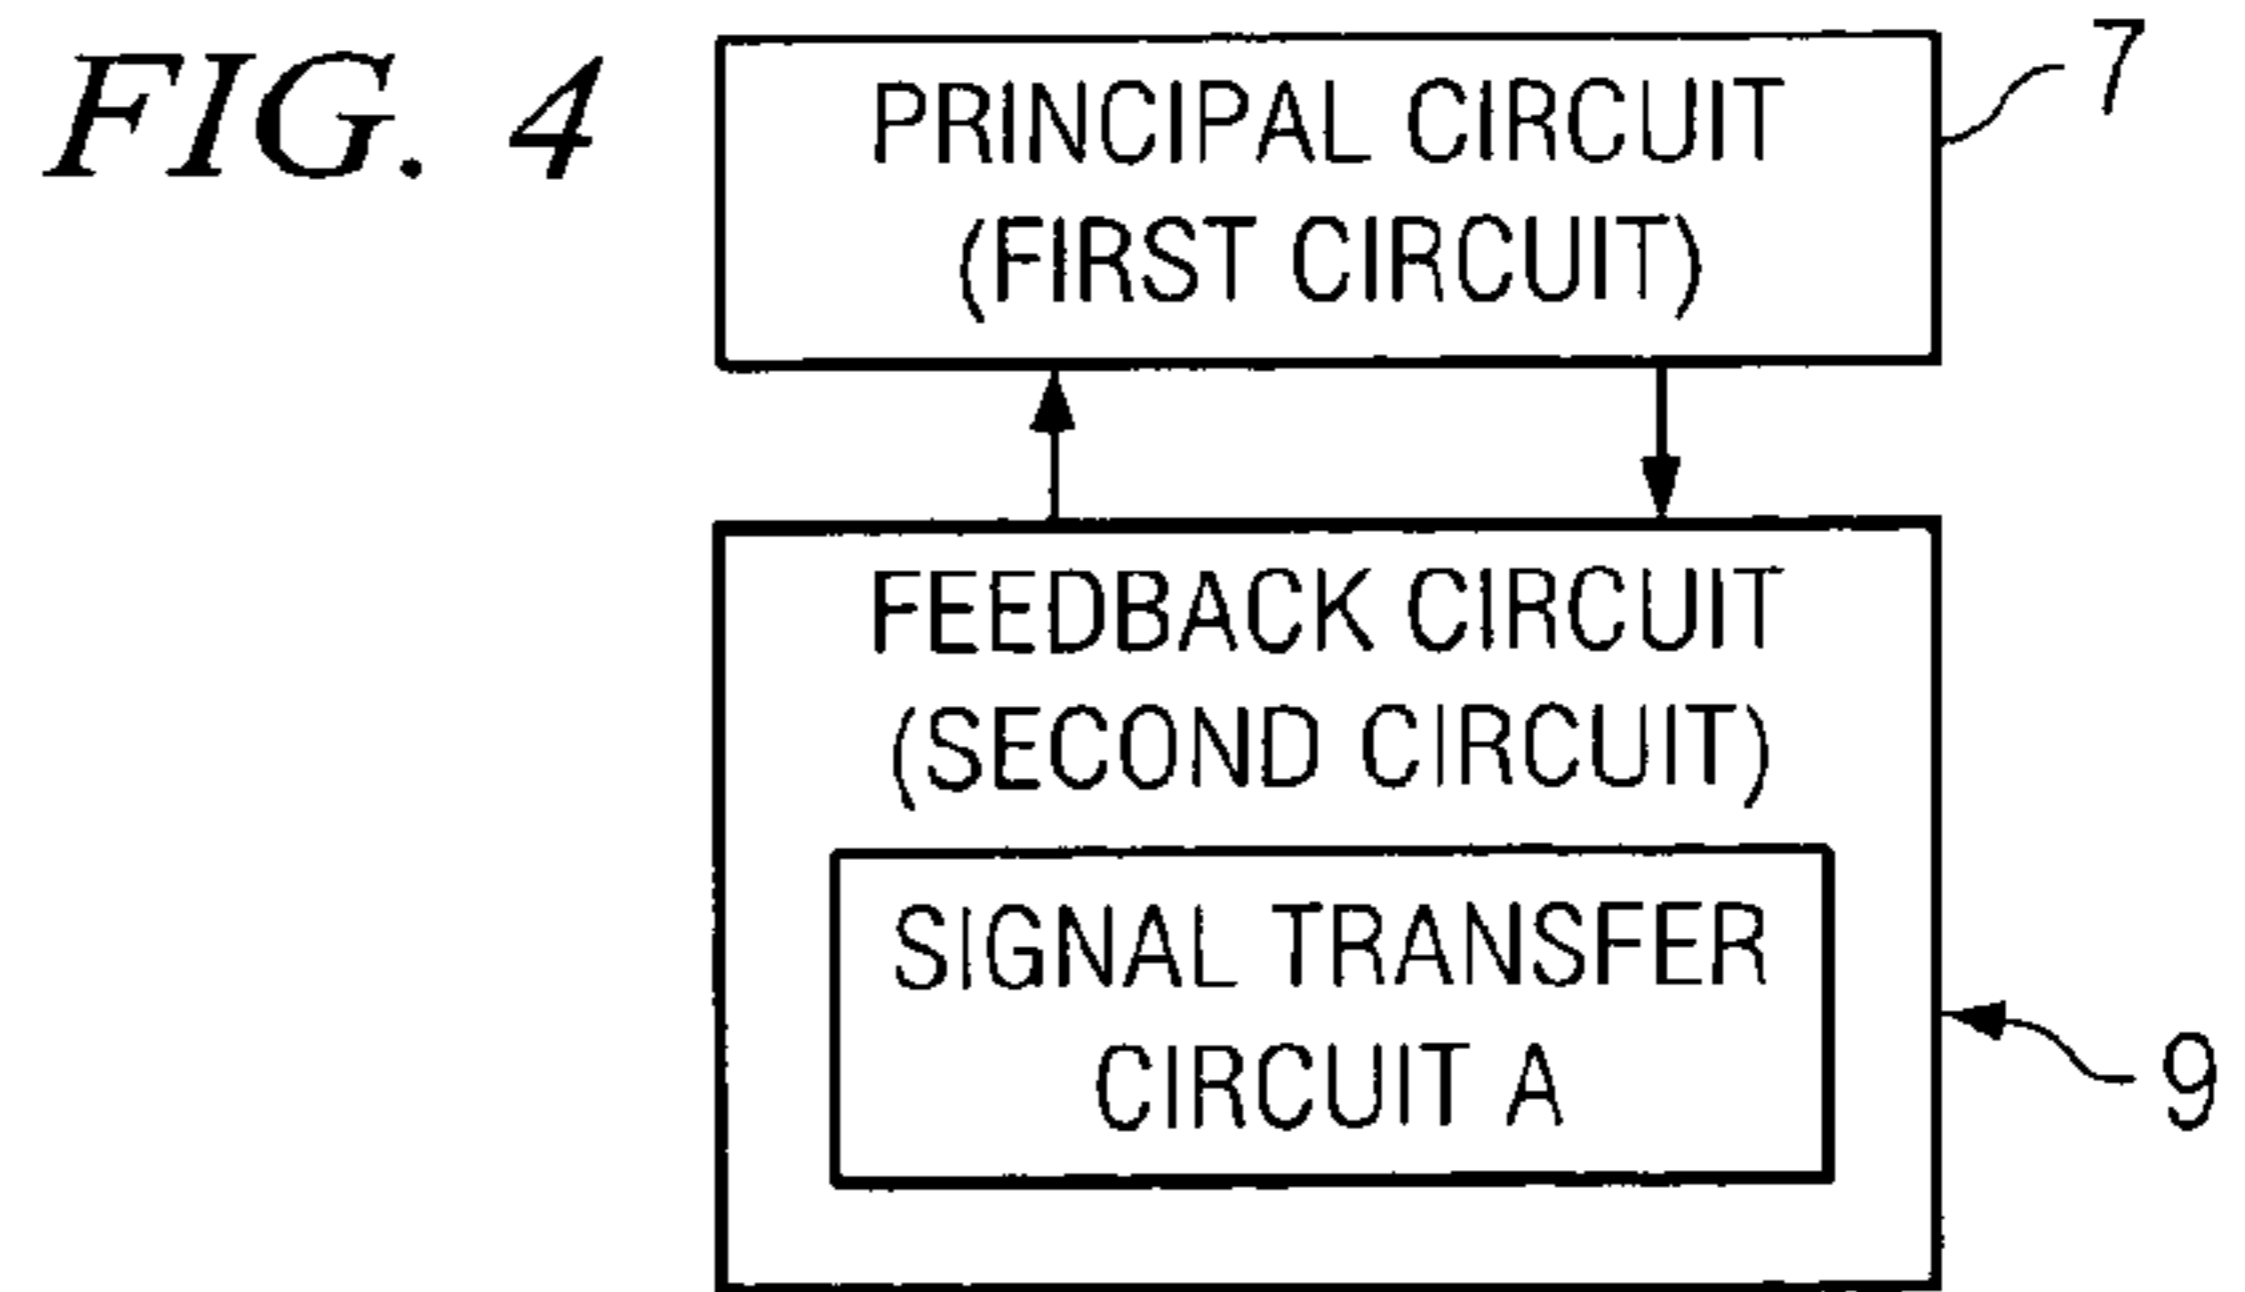 FIG. 4
PRINCIPAL CIRCUIT
(FIRST CIRCUIT)
7
FEEDBACK CIRCUIT
(SECOND CIRCUIT)
SIGNAL TRANSFER
CIRCUIT A
9